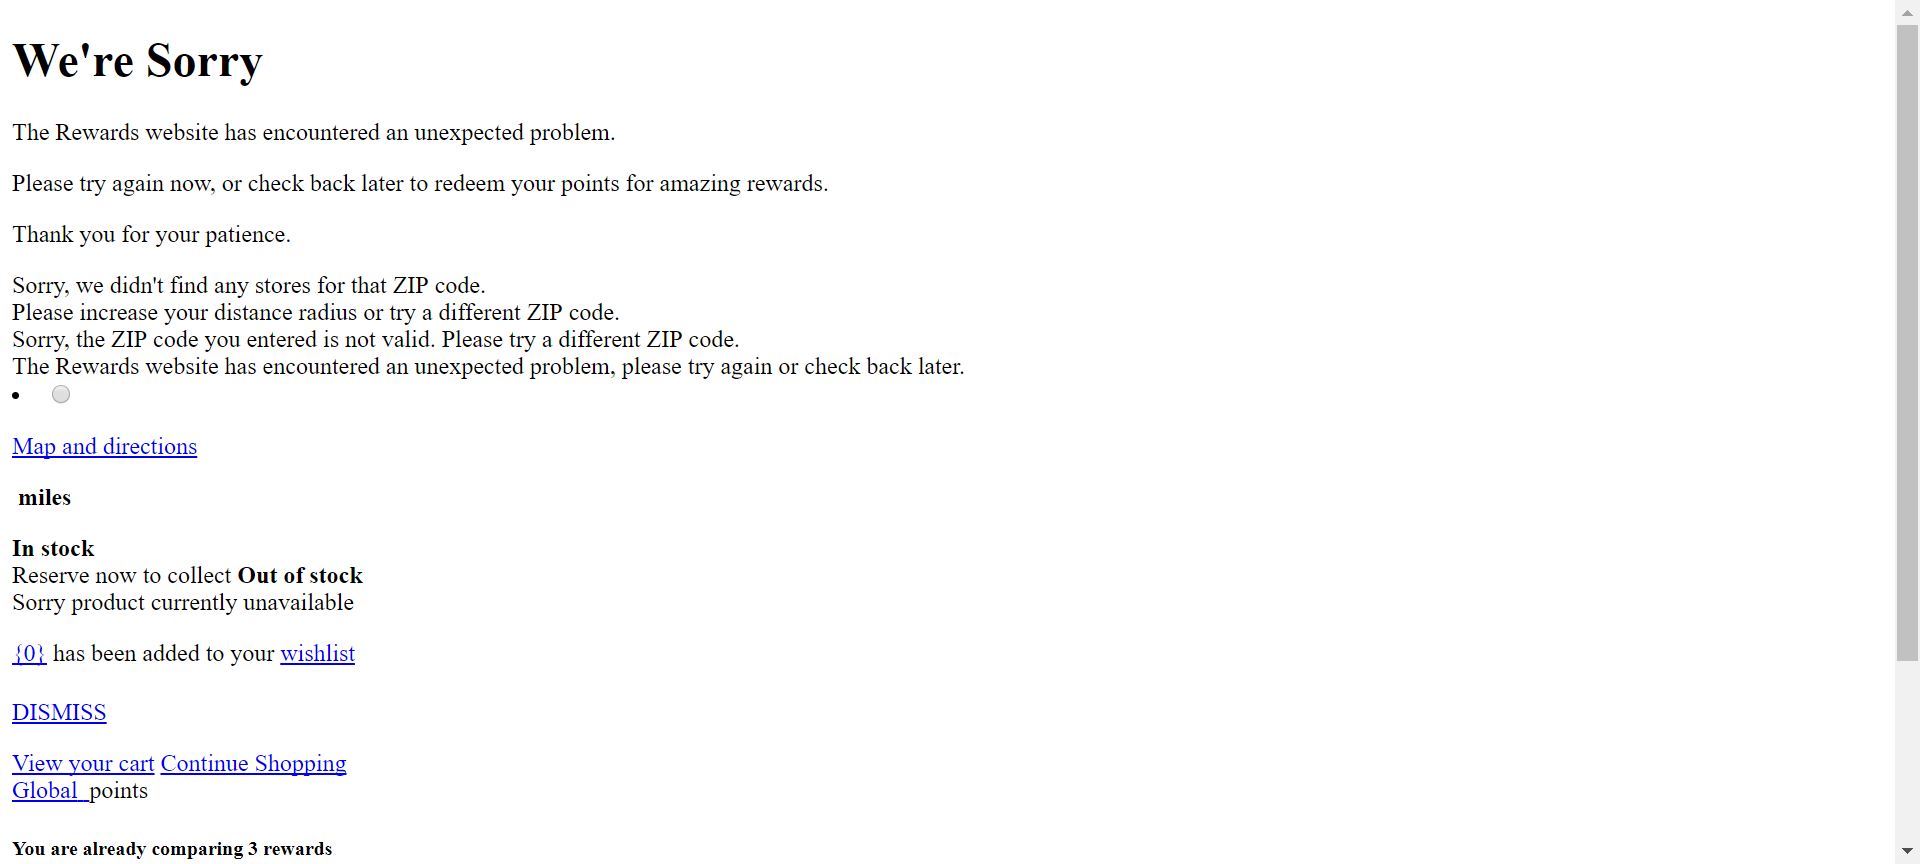 We're Sorry
The Rewards website has encountered an unexpected problem.
Please try again now, or check back later to redeem your points for amazing rewards.
Thank you for your patience.
Sorry, we didn't find any stores for that ZIP code.
Please increase your distance radius or try a different ZIP code.
Sorry, the ZIP code you entered is not valid. Please try a different ZIP code.
The Rewards website has encountered an unexpected problem, please try again or check back later.
Map and directions
miles
In stock
Reserve now to collect Out of stock
Sorry product currently unavailable
{0} has been added to your wishlist
DISMISS
View your cart Continue Shopping
Global points
You are already comparing 3 rewards